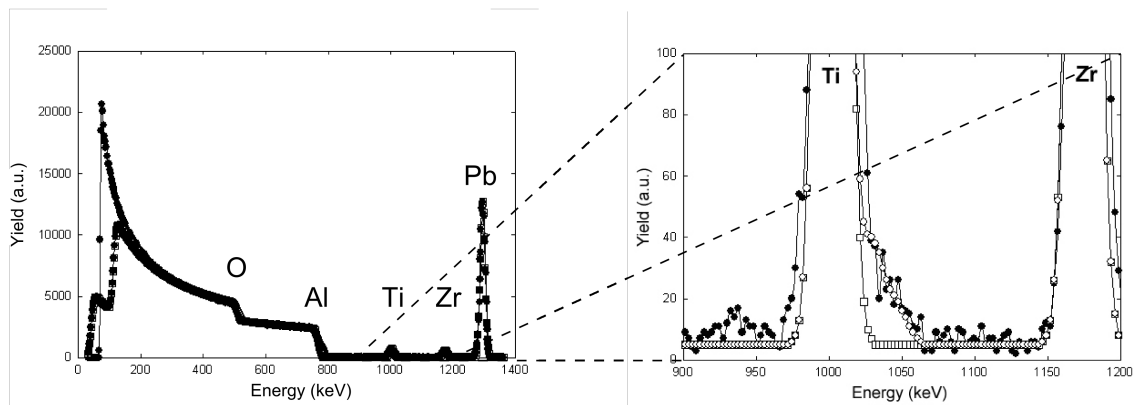 25000
20000
15000
10000
5000
0
Yield (a.u.)
0 200 400 600 800 1000 1200 1400
Energy (keV)
O
Al
Ti
Zr
Pb
100
80
60
40
20
0
Yield (a.u.)
900 950 1000 1050 1100 1150 1200
Energy (keV)
Ti
Zr